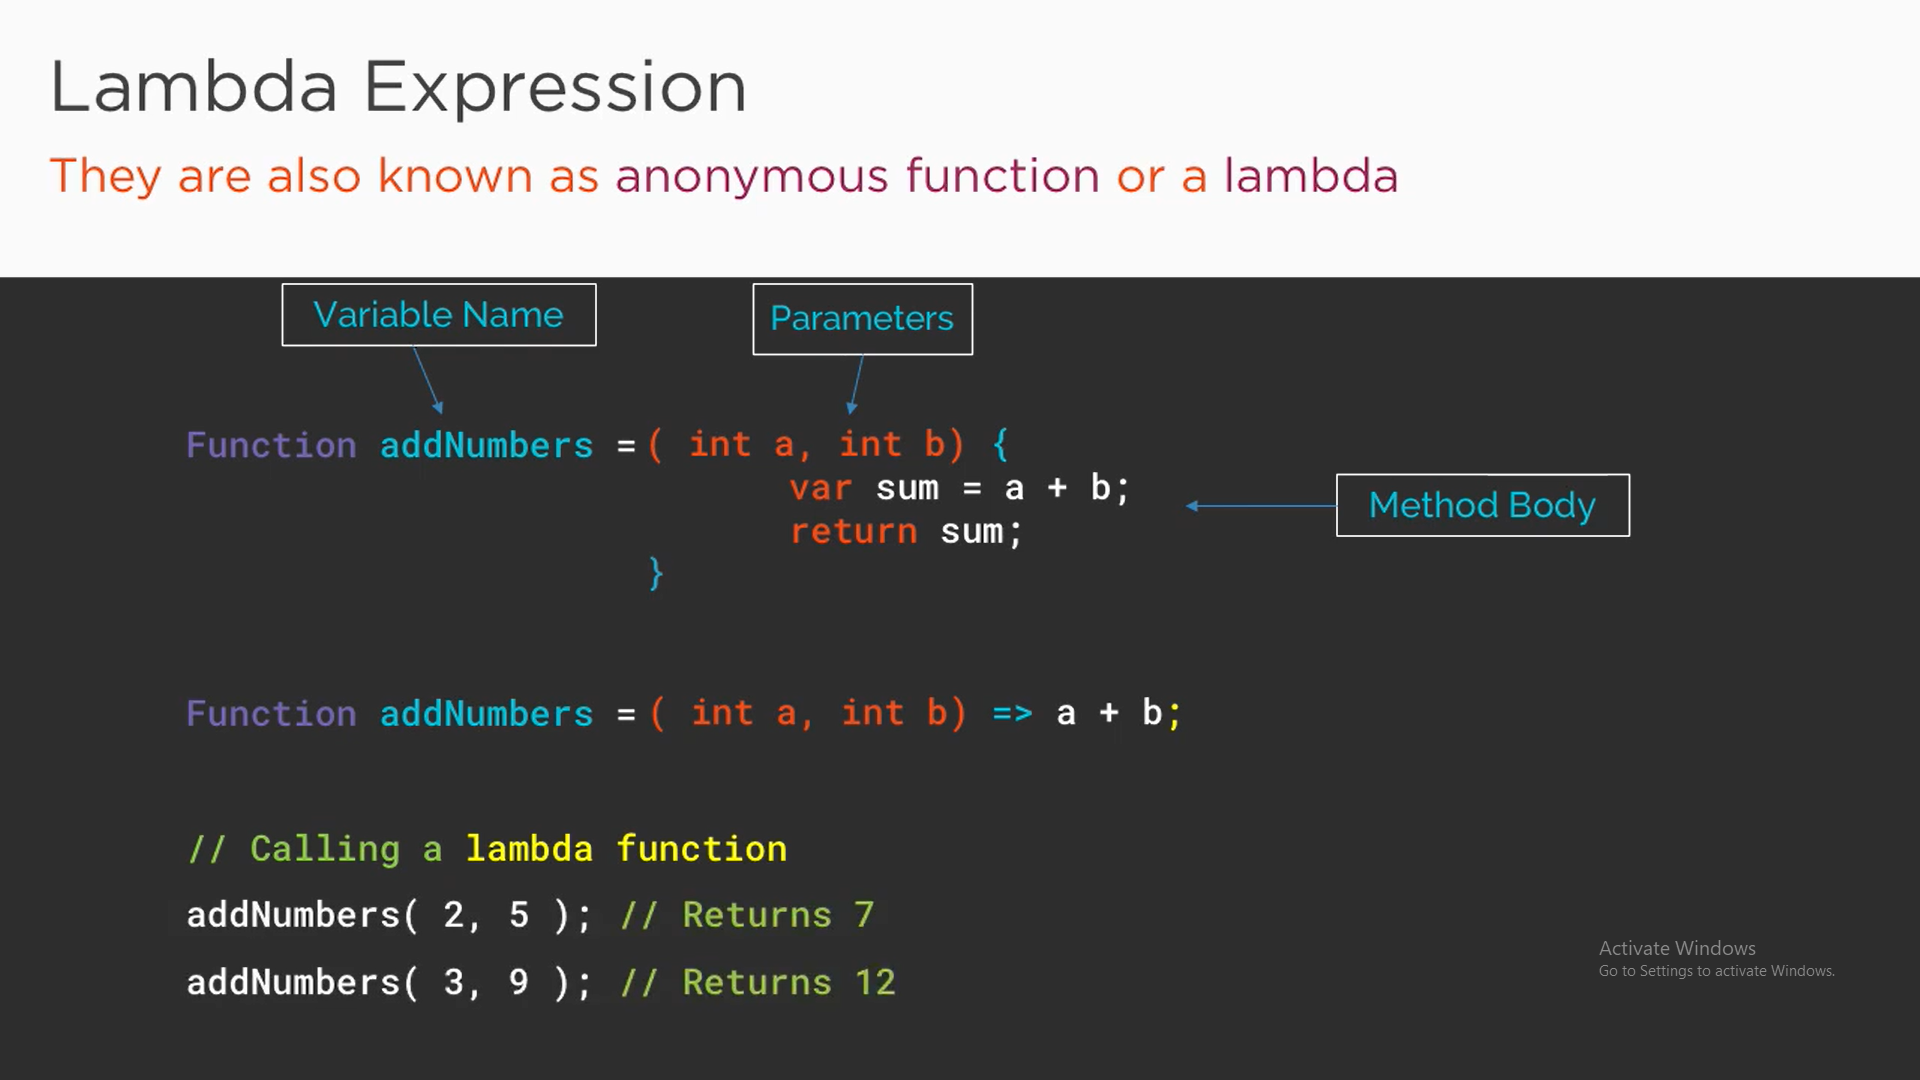 Lambda Expression
They are also known as anonymous function or a lambda
Variable Name
Parameters
Function addNumbers = ( int a, int b) {
var sum = a + b;
return sum;
}
Method Body
Function addNumbers = ( int a, int b) => a + b;
// Calling a lambda function
addNumbers( 2, 5 ); // Returns 7
addNumbers( 3, 9 ); // Returns 12
Activate Windows
Go to Settings to activate Windows.